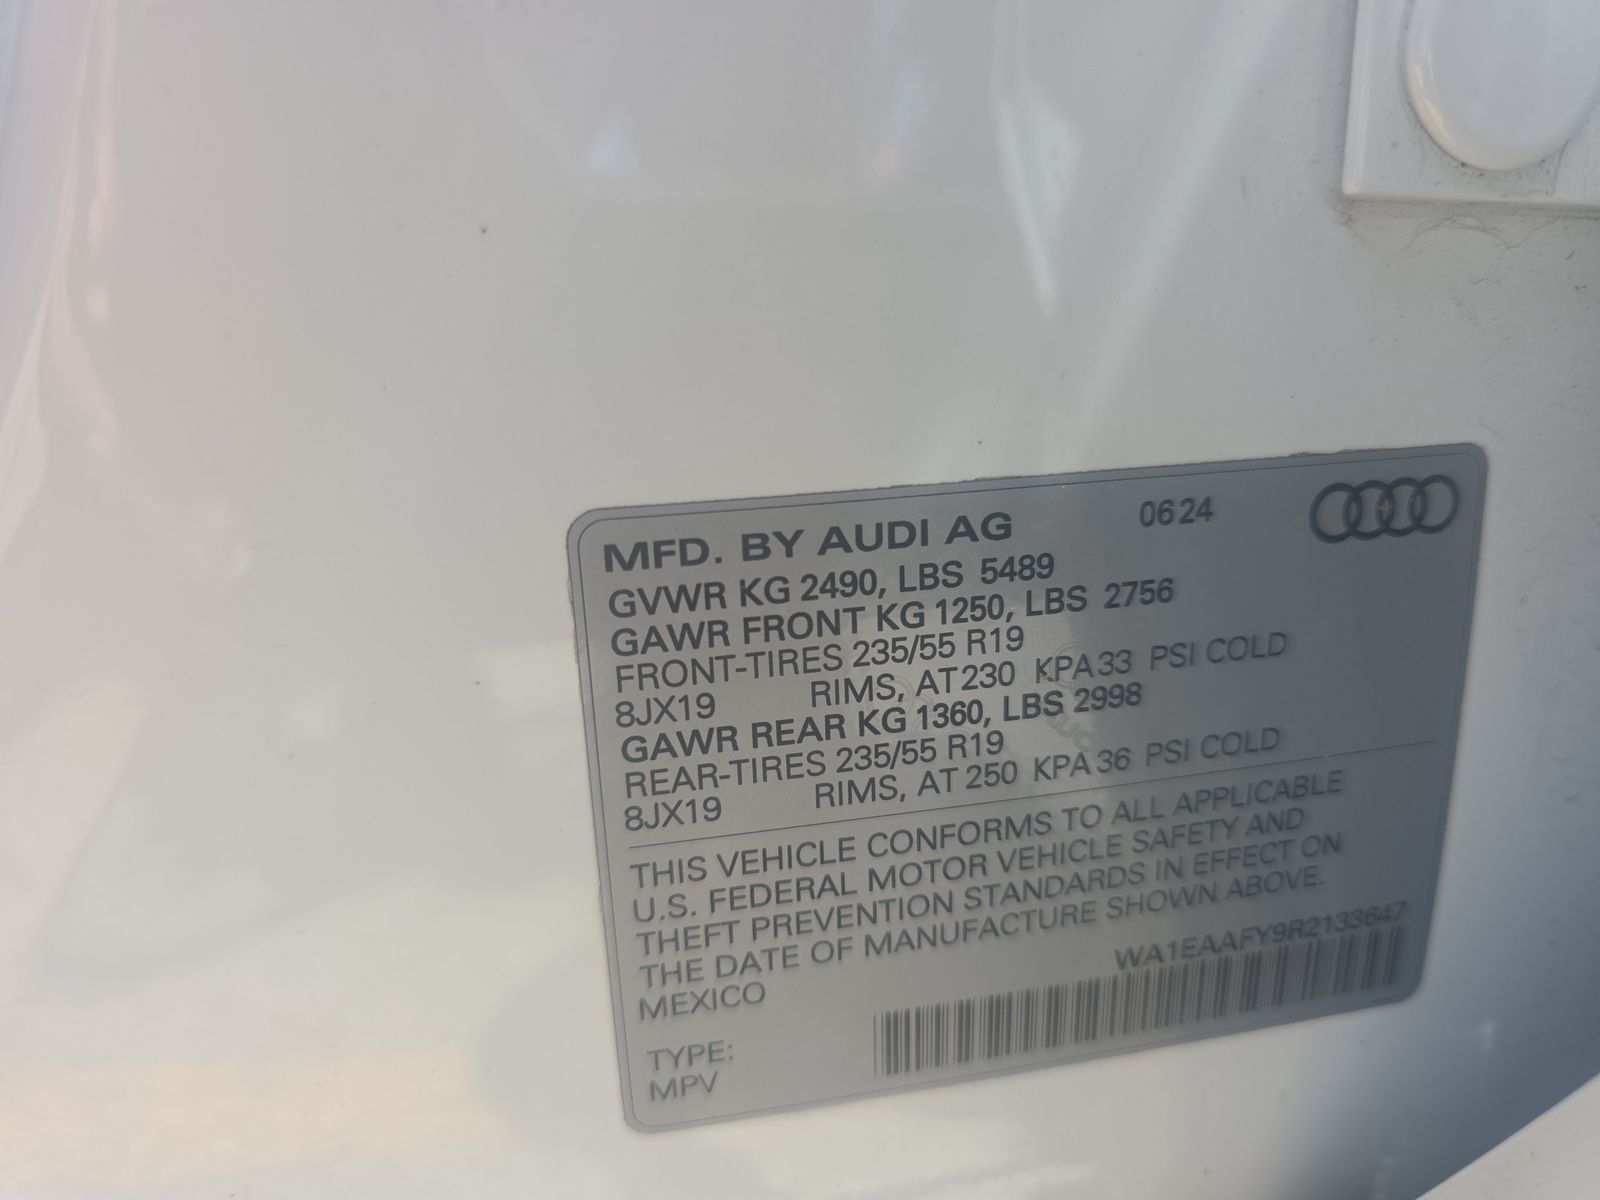 MFD. BY AUDI AG 0624
GVWR KG 2490, LBS 5489
GAWR FRONT KG 1250, LBS 2756
FRONT-TIRES 235/55 R19
8JX19 RIMS, AT 230 KPA 33 PSI COLD
GAWR REAR KG 1360, LBS 2998
REAR-TIRES 235/55 R19
8JX19 RIMS, AT 250 KPA 36 PSI COLD
THIS VEHICLE CONFORMS TO ALL APPLICABLE
U.S. FEDERAL MOTOR VEHICLE SAFETY AND
THEFT PREVENTION STANDARDS IN EFFECT ON
THE DATE OF MANUFACTURE SHOWN ABOVE.
MEXICO WA1EAAFY9R2133647
TYPE:
MPV